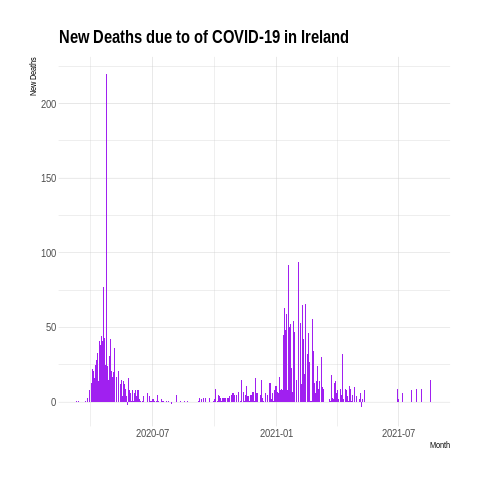 New Deaths due to of COVID-19 in Ireland
New Deaths
200
150
100
50
0
2020-07
2021-01
2021-07
Month